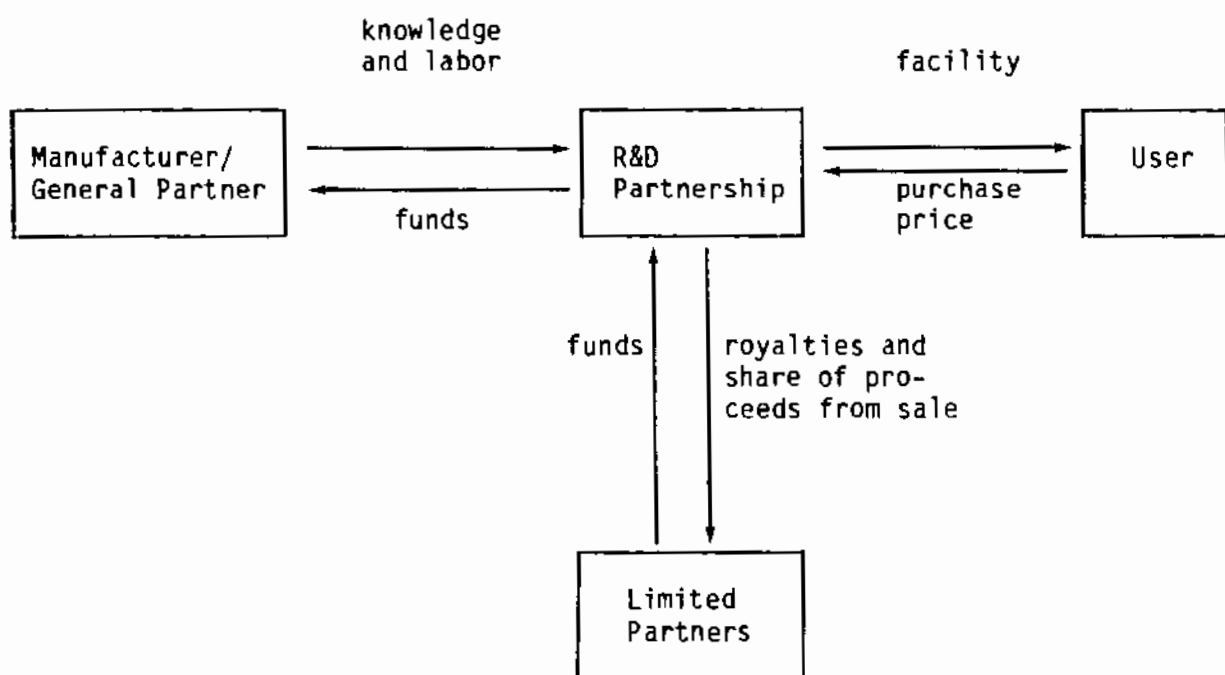 knowledge
and labor
facility
Manufacturer/
General Partner
R&D
Partnership
User
funds
purchase
price
funds
royalties and
share of pro-
ceeds from sale
Limited
Partners